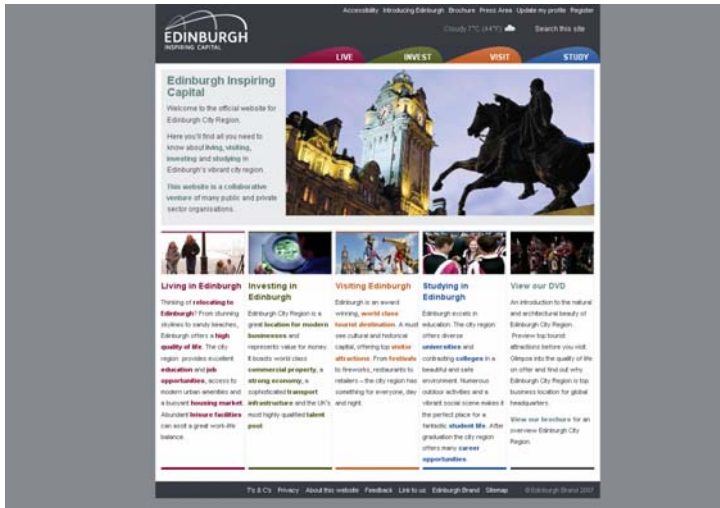 Accessibility Introducing Edinburgh Brochure Press Area Update my profile Register
EDINBURGH
INSPIRING CAPITAL
Cloudy 7°C (44°F)
Search this site
LIVE INVEST VISIT STUDY
Edinburgh Inspiring
Capital
Welcome to the official website for
Edinburgh City Region.
Here you'll find all you need to
know about living, visiting,
investing and studying in
Edinburgh's vibrant city region.
This website is a collaborative
venture of many public and private
sector organisations.
Living in Edinburgh
Thinking of relocating to
Edinburgh? From stunning
skylines to sandy beaches,
Edinburgh offers a high
quality of life. The city
region provides excellent
education and job
opportunities, access to
modern urban amenities and
a buoyant housing market.
Abundant leisure facilities
can assit a great work-life
balance.
Investing in
Edinburgh
Edinburgh City Region is a
great location for modern
businesses and
represents value for money.
It boasts world class
commercial property, a
strong economy, a
sophisticated transport
infrastructure and the UK's
most highly qualified talent
pool.
Visiting Edinburgh
Edinburgh is an award
winning, world class
tourist destination. A must
see cultural and historical
capital, offering top visitor
attractions. From festivals
to fireworks, restaurants to
retailers – the city region has
something for everyone, day
and night.
Studying in
Edinburgh
Edinburgh excels in
education. The city region
offers diverse
universities and
contrasting colleges in a
beautiful and safe
environment. Numerous
outdoor activities and a
vibrant social scene makes it
the perfect place for a
fantastic student life. After
graduation the city region
offers many career
opportunities.
View our DVD
An introduction to the natural
and architectural beauty of
Edinburgh City Region.
Preview top tourist
attractions before you visit.
Glimpse into the quality of life
on offer and find out why
Edinburgh City Region is top
business location for global
headquarters.
View our brochure for an
overview Edinburgh City
Region.
T's & C's Privacy About this website Feedback Link to us Edinburgh Brand Sitemap © Edinburgh Brand 2007